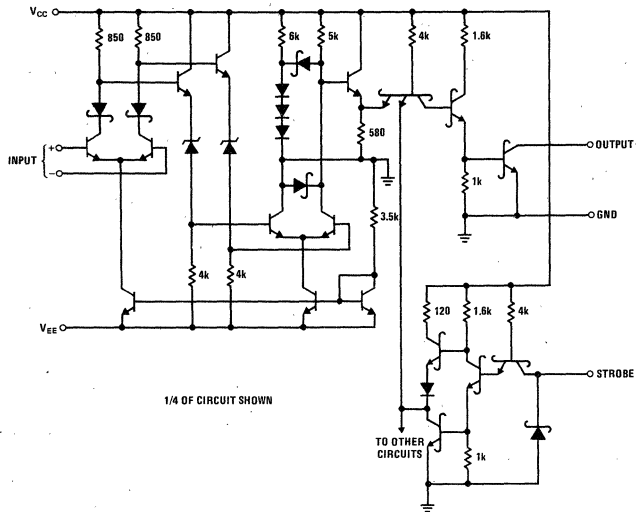 VCC
850
850
6k
5k
4k
1.6k
580
OUTPUT
INPUT
+
−
1k
3.5k
GND
4k
4k
120
1.6k
4k
VEE
STROBE
1/4 OF CIRCUIT SHOWN
TO OTHER
CIRCUITS
1k